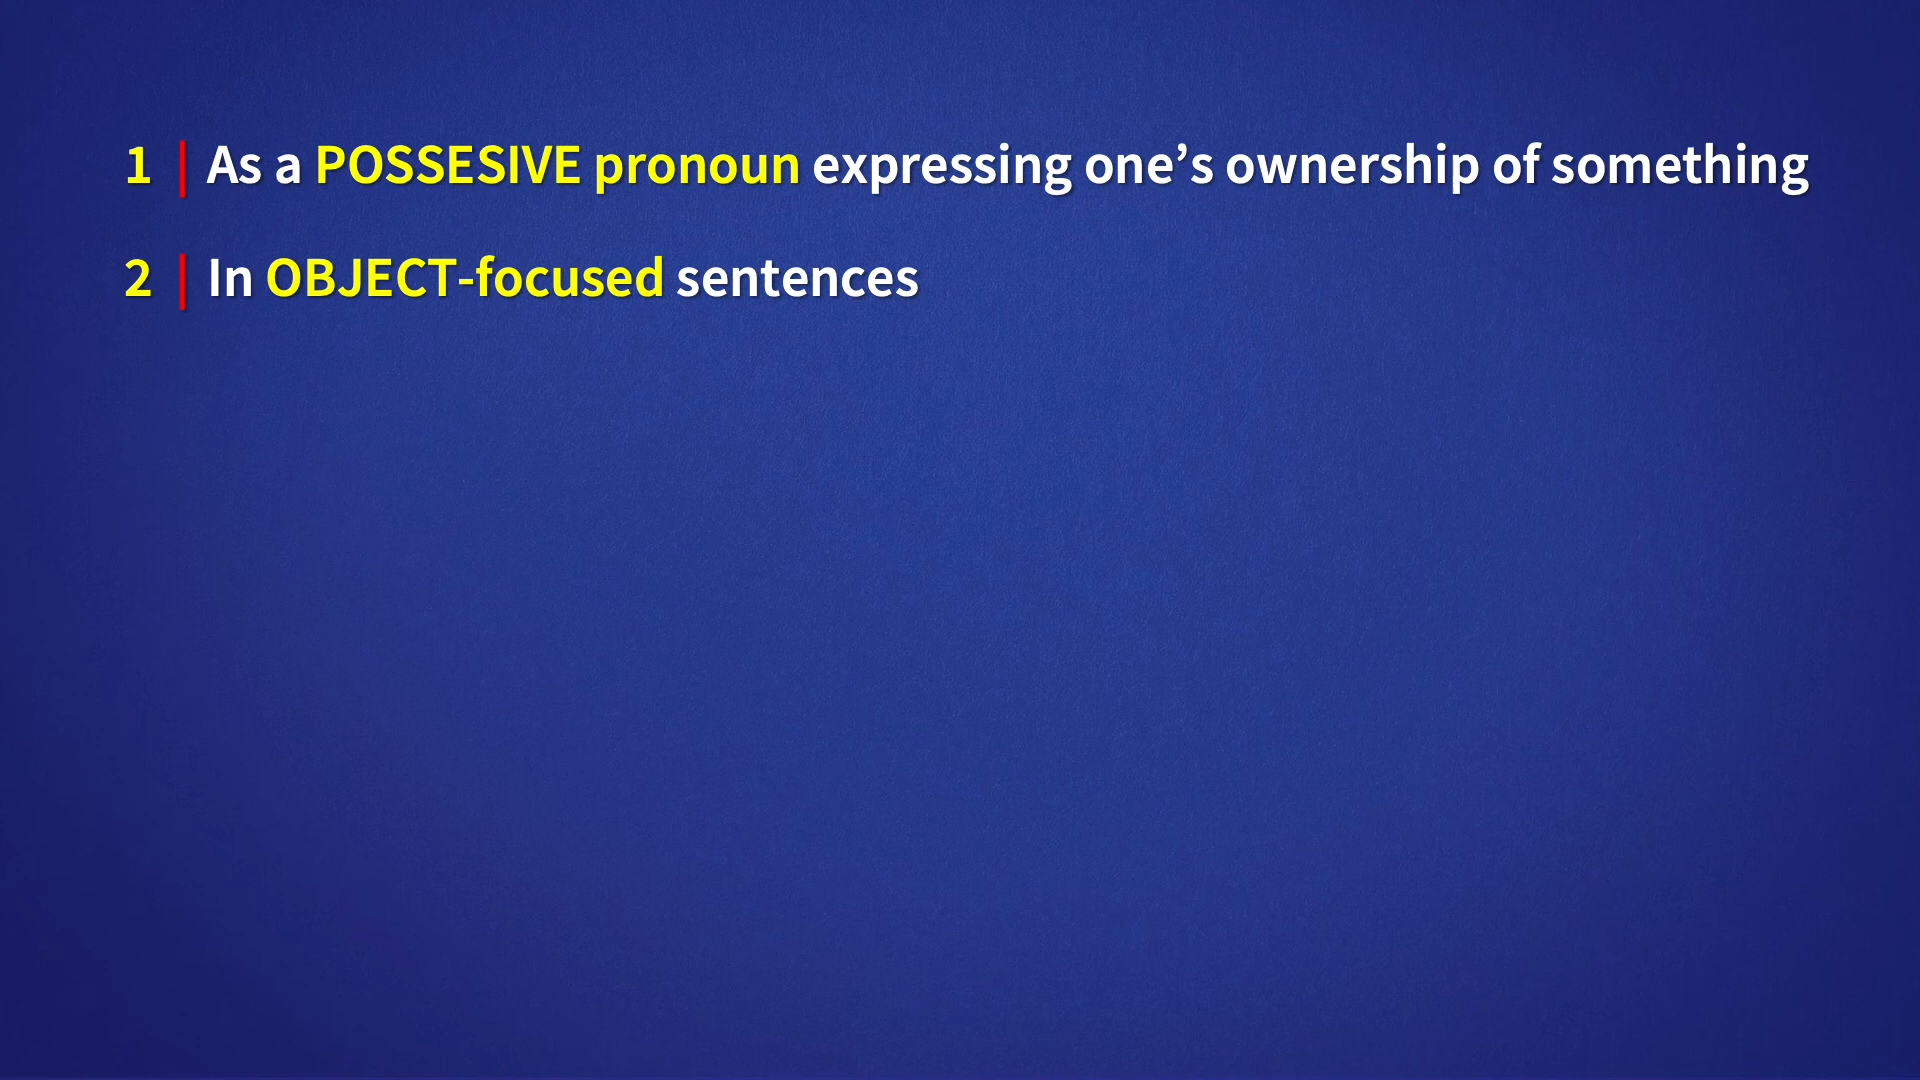 1 | As a POSSESIVE pronoun expressing one’s ownership of something
2 | In OBJECT-focused sentences